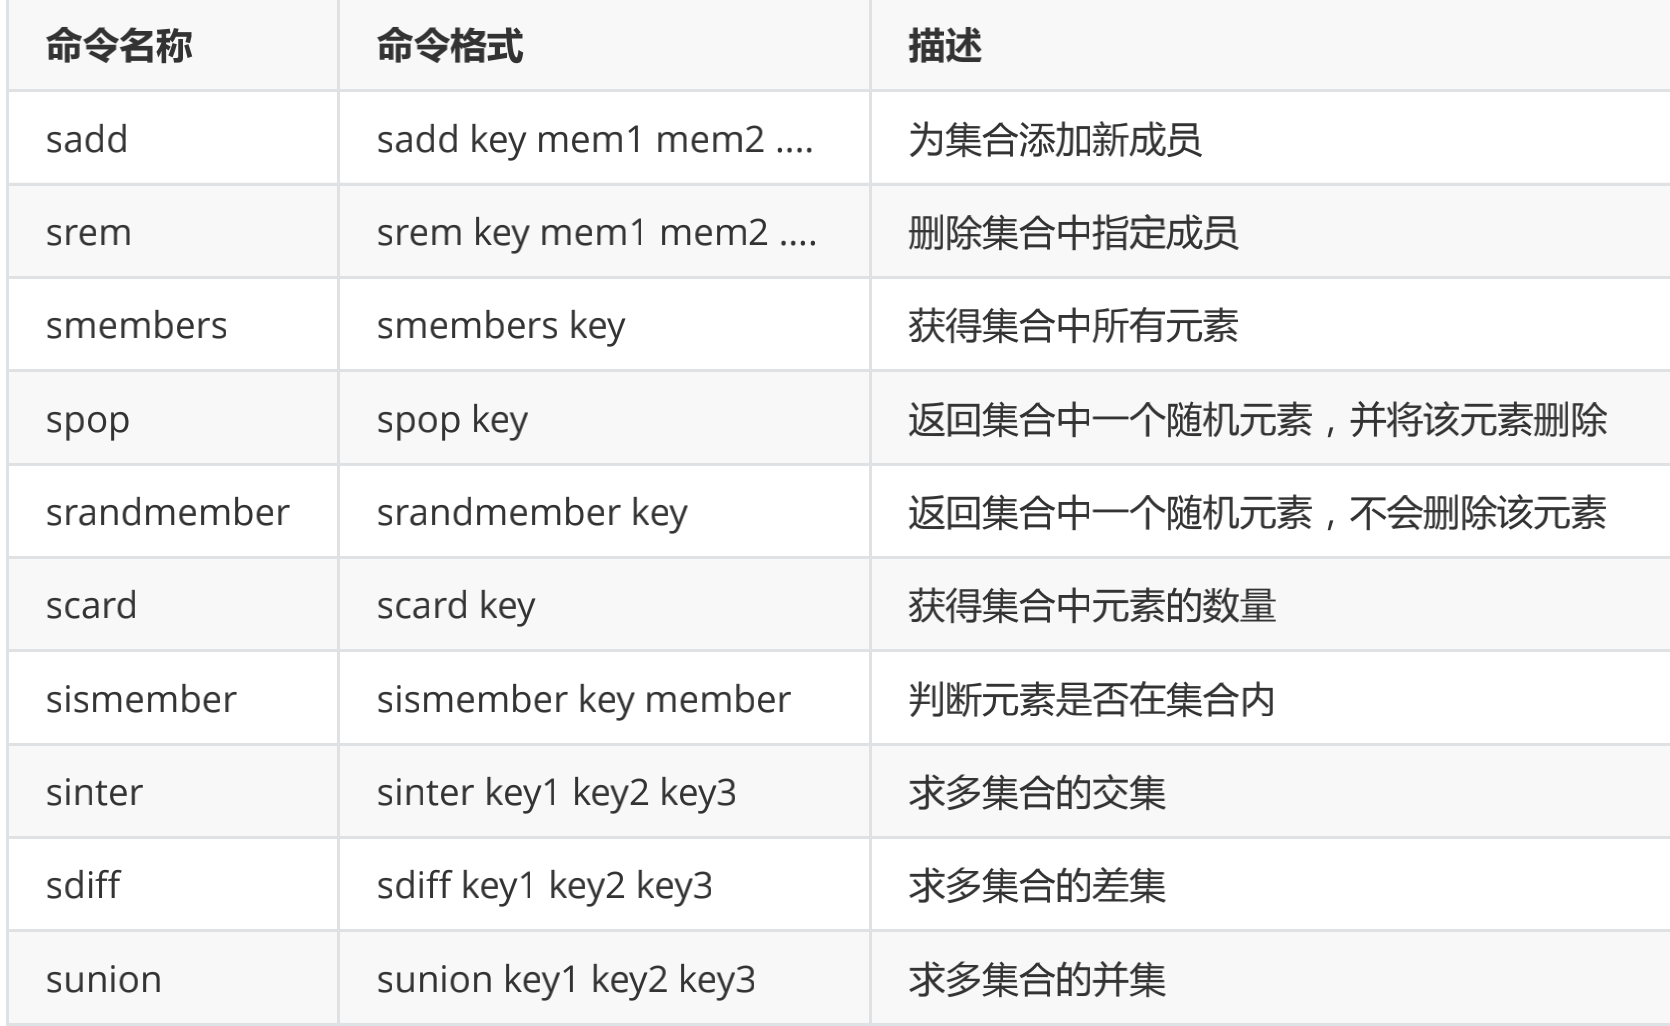 命令名称 命令格式 描述
sadd sadd key mem1 mem2 .... 为集合添加新成员
srem srem key mem1 mem2 .... 删除集合中指定成员
smembers smembers key 获得集合中所有元素
spop spop key 返回集合中一个随机元素，并将该元素删除
srandmember srandmember key 返回集合中一个随机元素，不会删除该元素
scard scard key 获得集合中元素的数量
sismember sismember key member 判断元素是否在集合内
sinter sinter key1 key2 key3 求多集合的交集
sdiff sdiff key1 key2 key3 求多集合的差集
sunion sunion key1 key2 key3 求多集合的并集